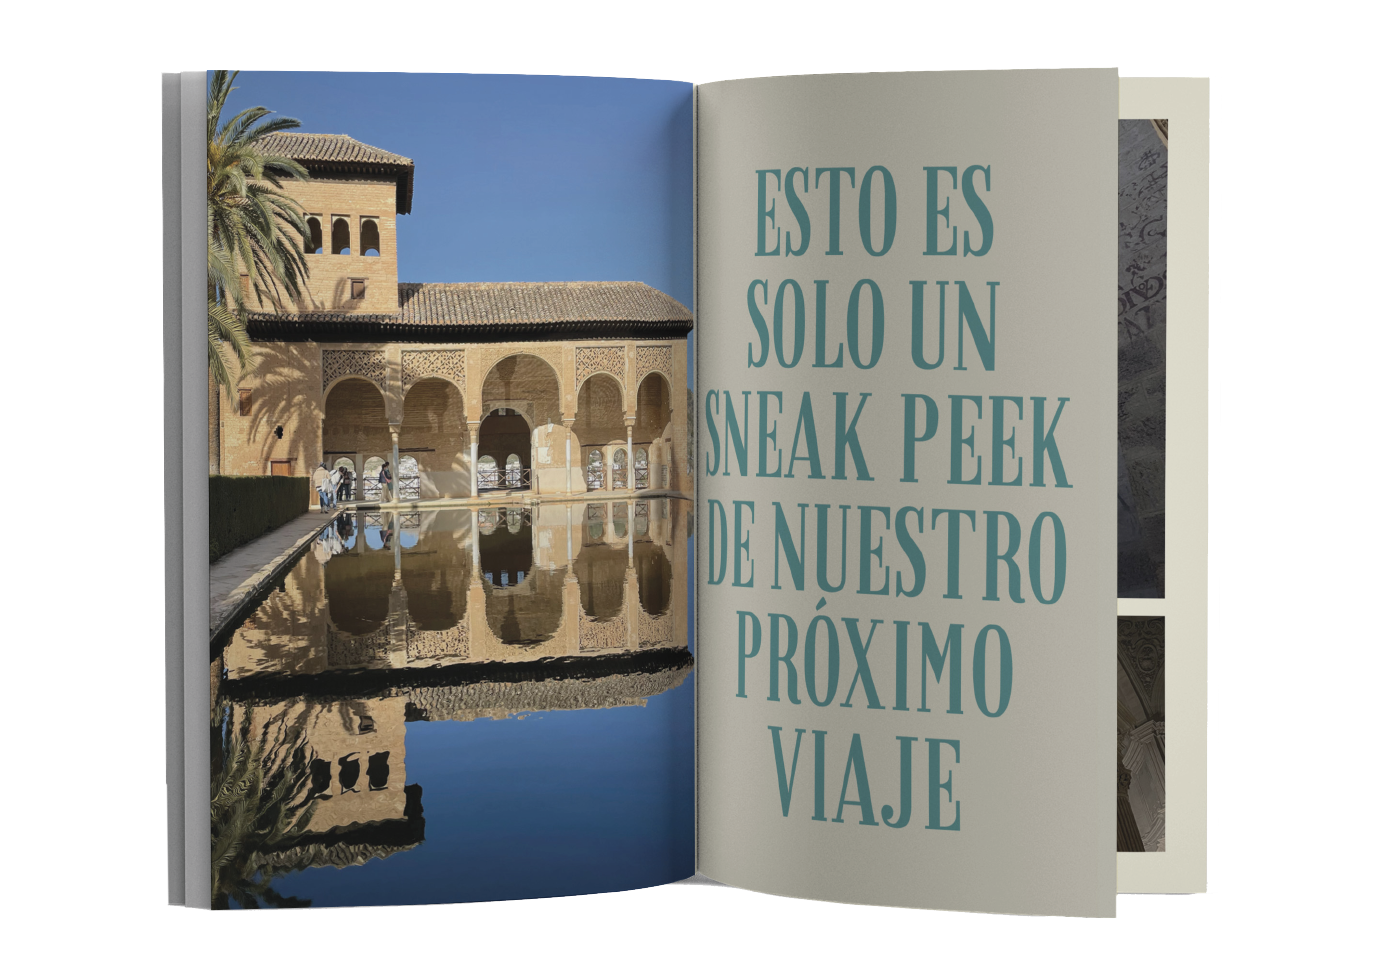 ESTO ES
SOLO UN
SNEAK PEEK
DE NUESTRO
PRÓXIMO
VIAJE